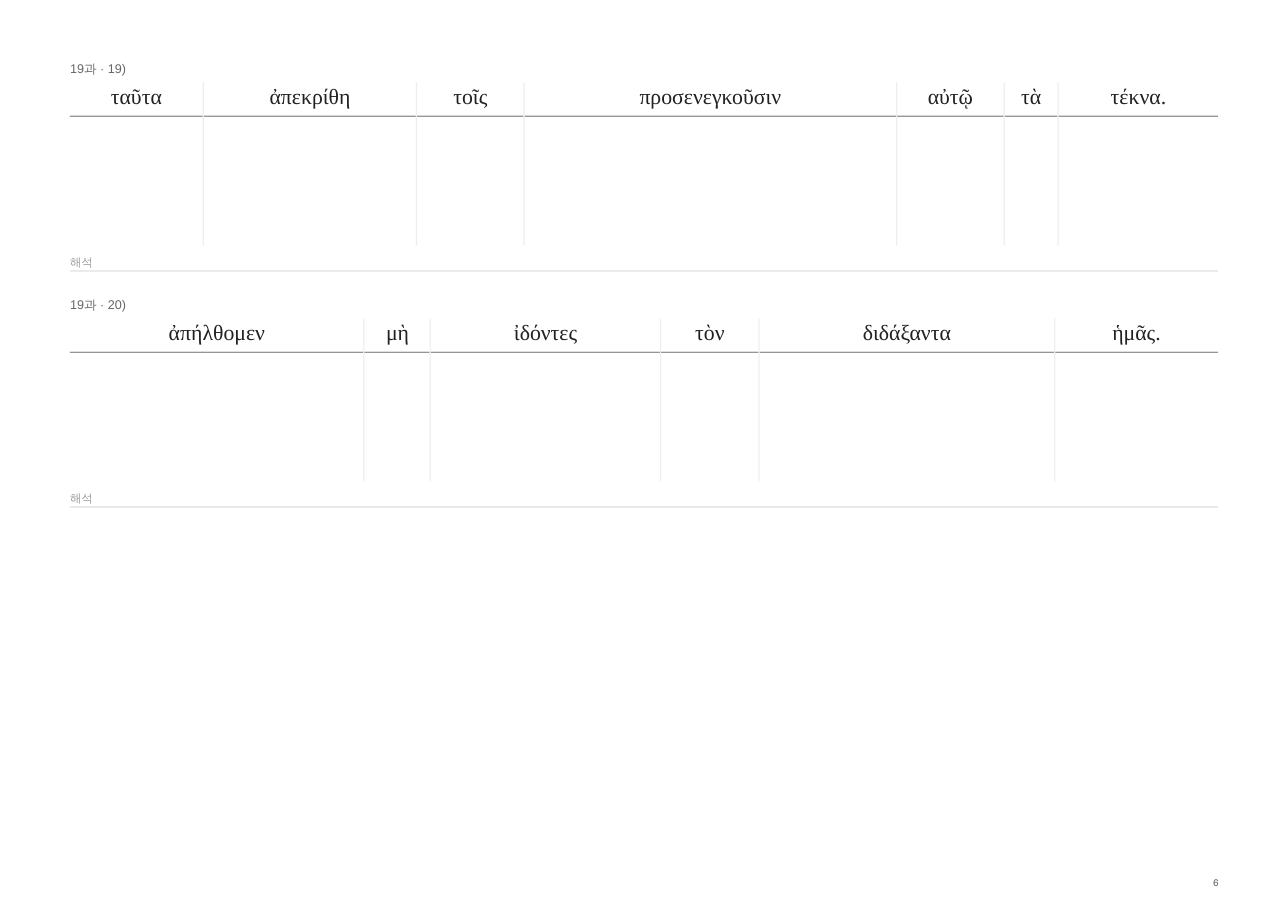 19과 · 19)
ταῦτα ἀπεκρίθη τοῖς προσενεγκοῦσιν αὐτῷ τὰ τέκνα.
해석
19과 · 20)
ἀπήλθομεν μὴ ἰδόντες τὸν διδάξαντα ἡμᾶς.
해석
6